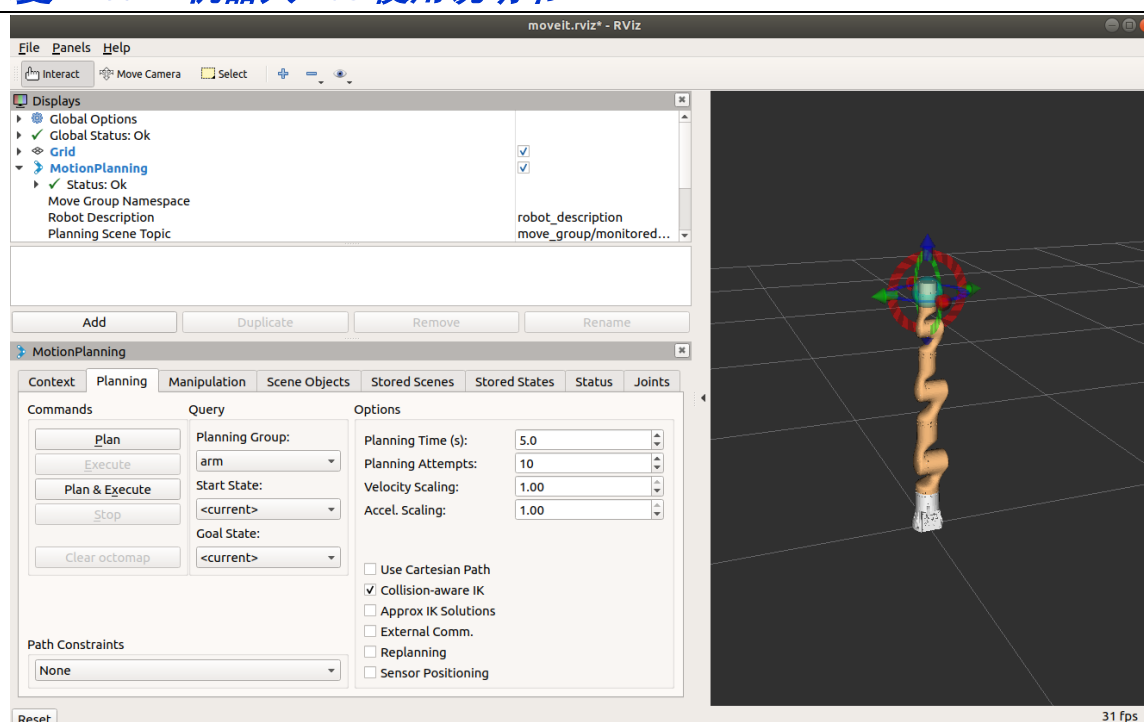 moveit.rviz* - RViz
File Panels Help
Interact Move Camera Select
Displays
Global Options
Global Status: Ok
Grid
MotionPlanning
Status: Ok
Move Group Namespace
Robot Description robot_description
Planning Scene Topic move_group/monitored...
Add Duplicate Remove Rename
MotionPlanning
Context Planning Manipulation Scene Objects Stored Scenes Stored States Status Joints
Commands Query Options
Plan Planning Group: Planning Time (s): 5.0
Execute arm Planning Attempts: 10
Plan & Execute Start State: Velocity Scaling: 1.00
Stop <current> Accel. Scaling: 1.00
Goal State:
Clear octomap <current>
Use Cartesian Path
Collision-aware IK
Approx IK Solutions
External Comm.
Path Constraints
Replanning
None
Sensor Positioning
Reset
31 fps